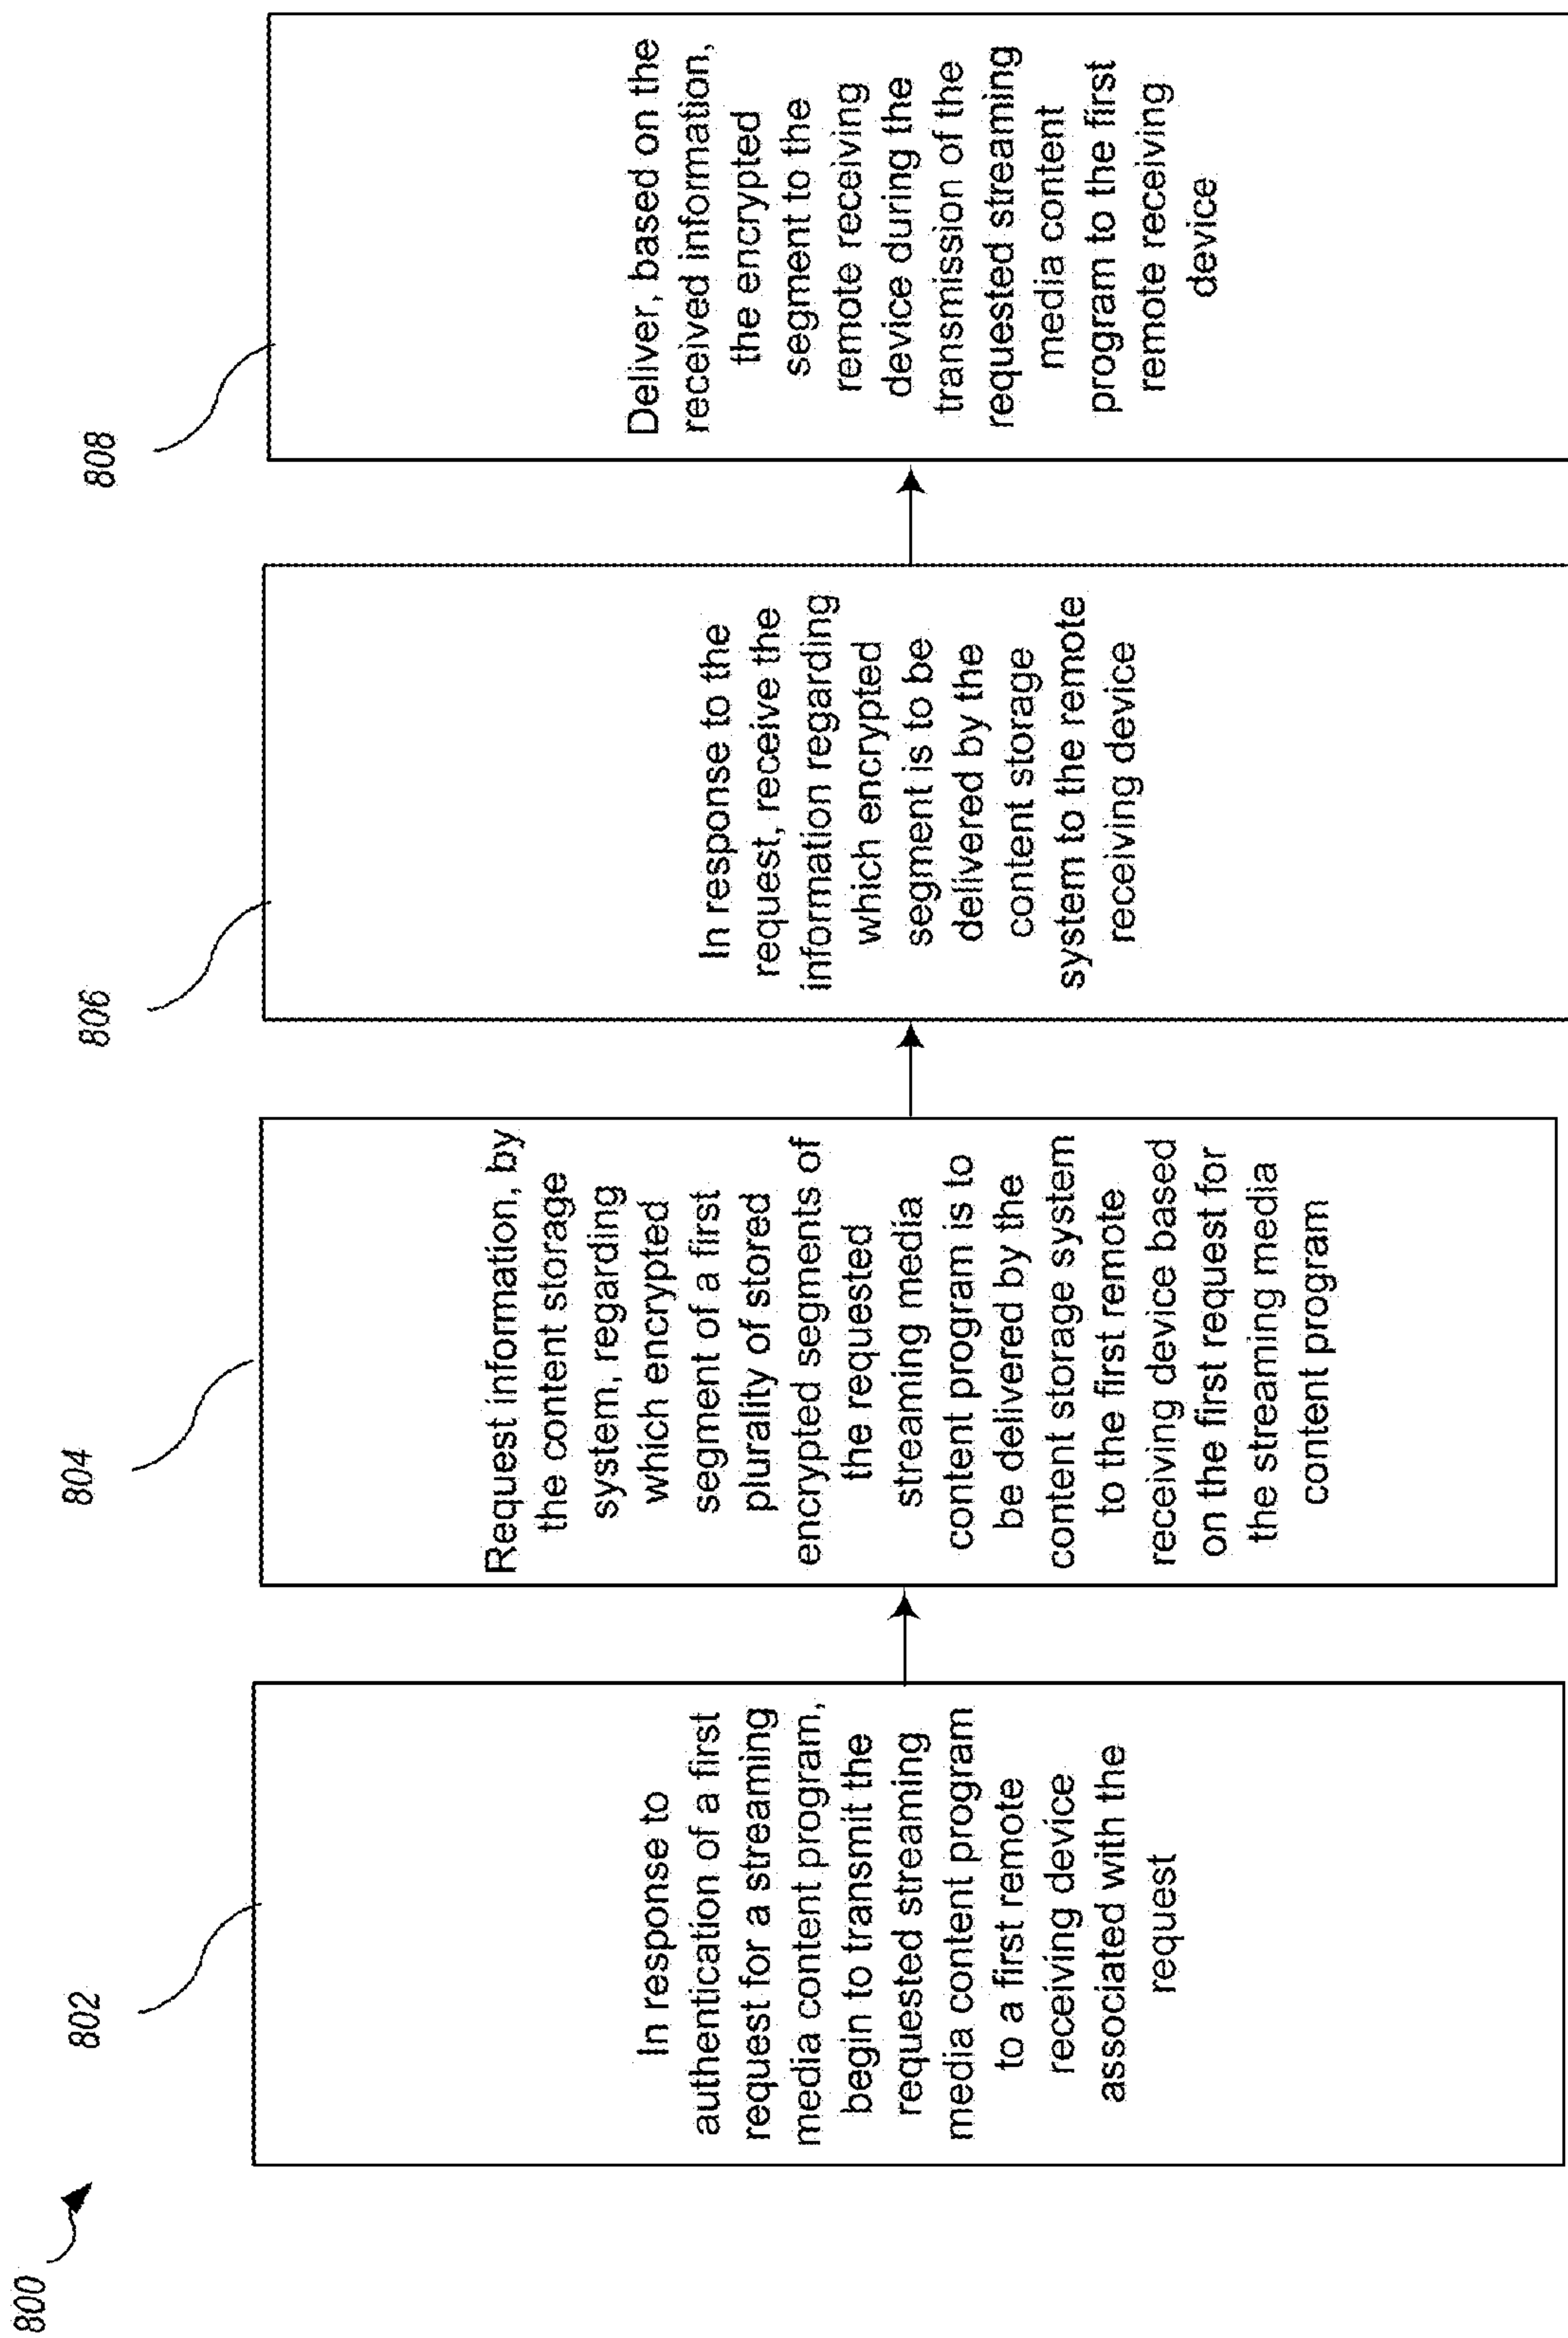 800
802
In response to
authentication of a first
request for a streaming
media content program,
begin to transmit the
requested streaming
media content program
to a first remote
receiving device
associated with the
request
804
Request information, by
the content storage
system, regarding
which encrypted
segment of a first
plurality of stored
encrypted segments of
the requested
streaming media
content program is to
be delivered by the
content storage system
to the first remote
receiving device based
on the first request for
the streaming media
content program
806
In response to the
request, receive the
information regarding
which encrypted
segment is to be
delivered by the
content storage
system to the remote
receiving device
808
Deliver, based on the
received information,
the encrypted
segment to the
remote receiving
device during the
transmission of the
requested streaming
media content
program to the first
remote receiving
device